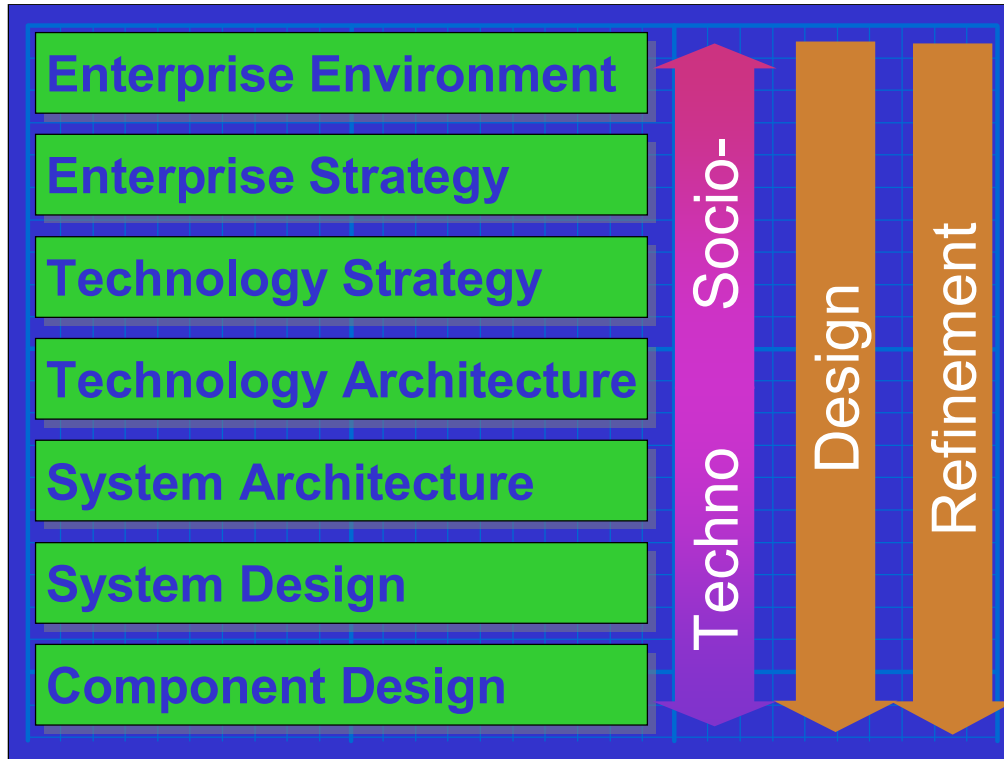 Enterprise Environment
Enterprise Strategy
Technology Strategy
Technology Architecture
System Architecture
System Design
Component Design
Techno Socio-
Design
Refinement